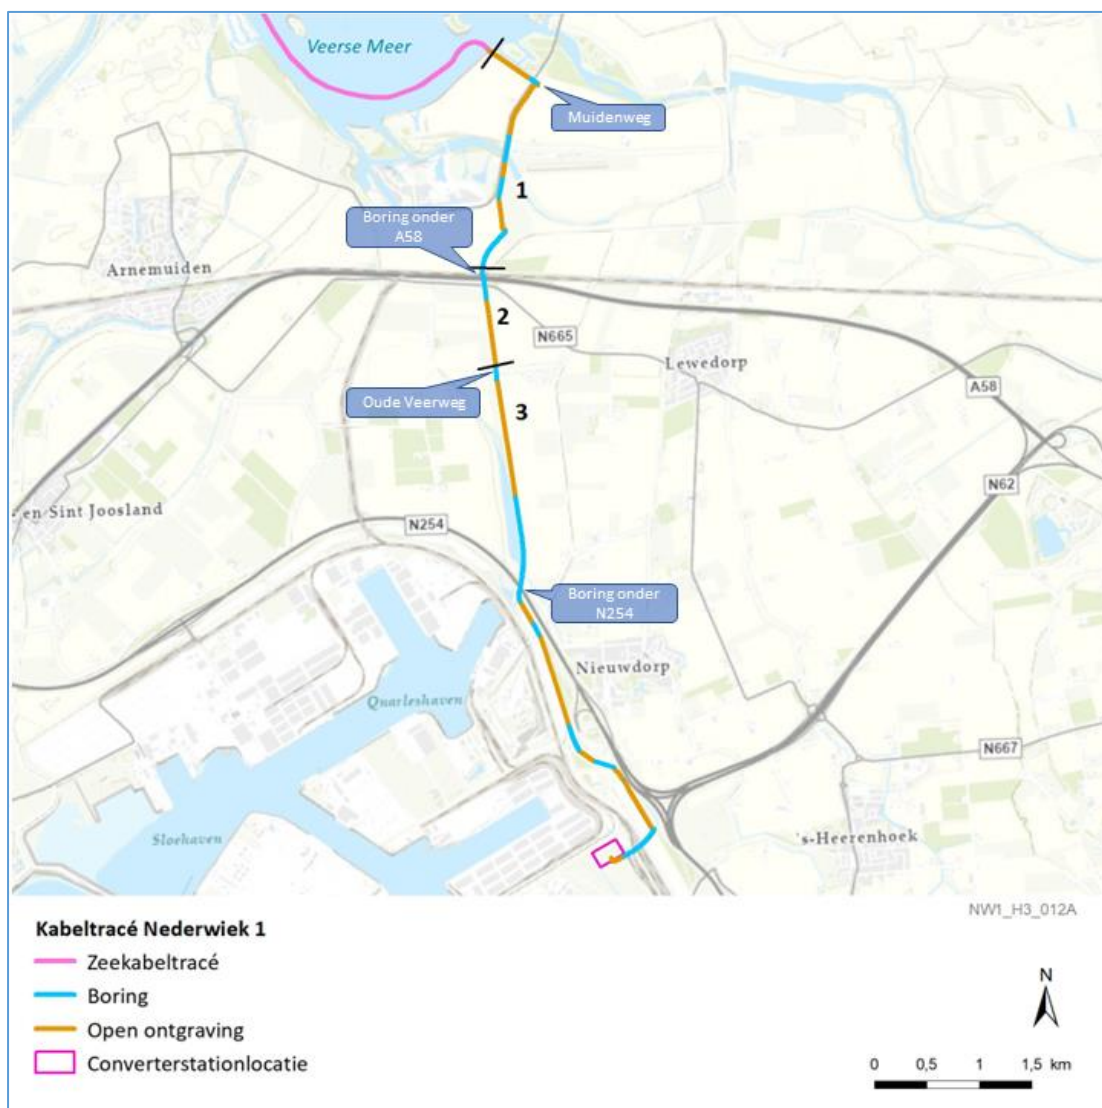 Veerse Meer
Muidenweg
1
Boring onder
A58
Arnemuiden
2
N665
Lewedorp
A58
Oude Veerweg
3
N62
en Sint Joosland
N254
Boring onder
N254
Nieuwdorp
Quarleshaven
N667
Sloehaven
's-Heerenhoek
NW1_H3_012A
Kabeltracé Nederwiek 1
Zeekabeltracé
Boring
Open ontgraving
Converterstationlocatie
N
0 0,5 1 1,5 km